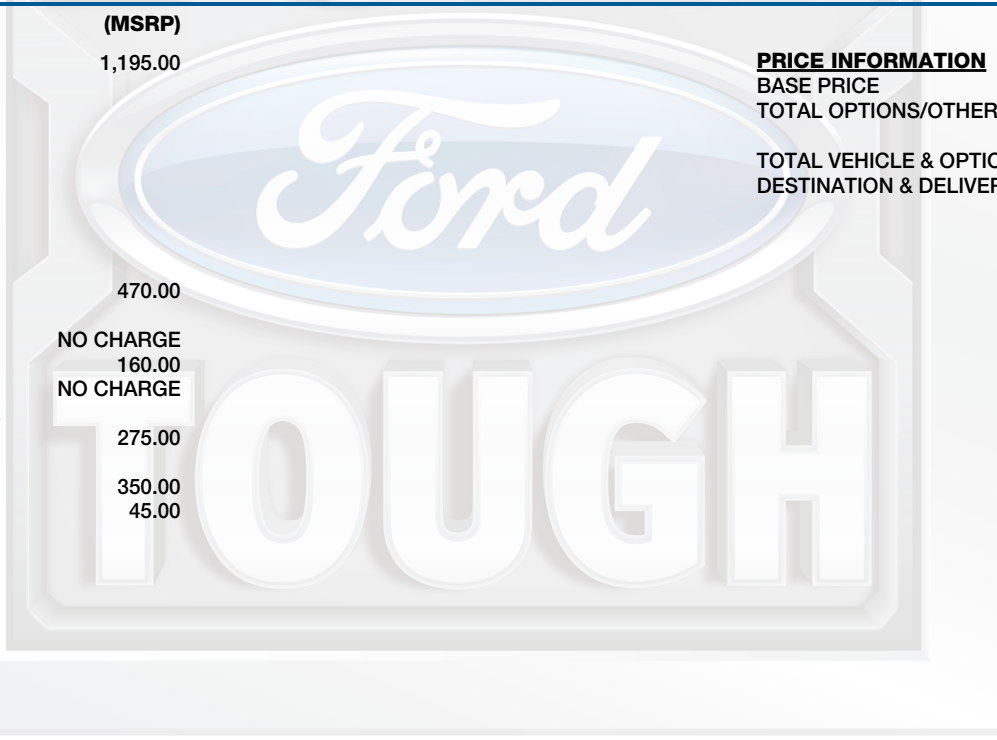 (MSRP)
1,195.00
470.00
NO CHARGE
160.00
NO CHARGE
275.00
350.00
45.00
PRICE INFORMATION
BASE PRICE
TOTAL OPTIONS/OTHER
TOTAL VEHICLE & OPTIO
DESTINATION & DELIVER
Ford
TOUGH